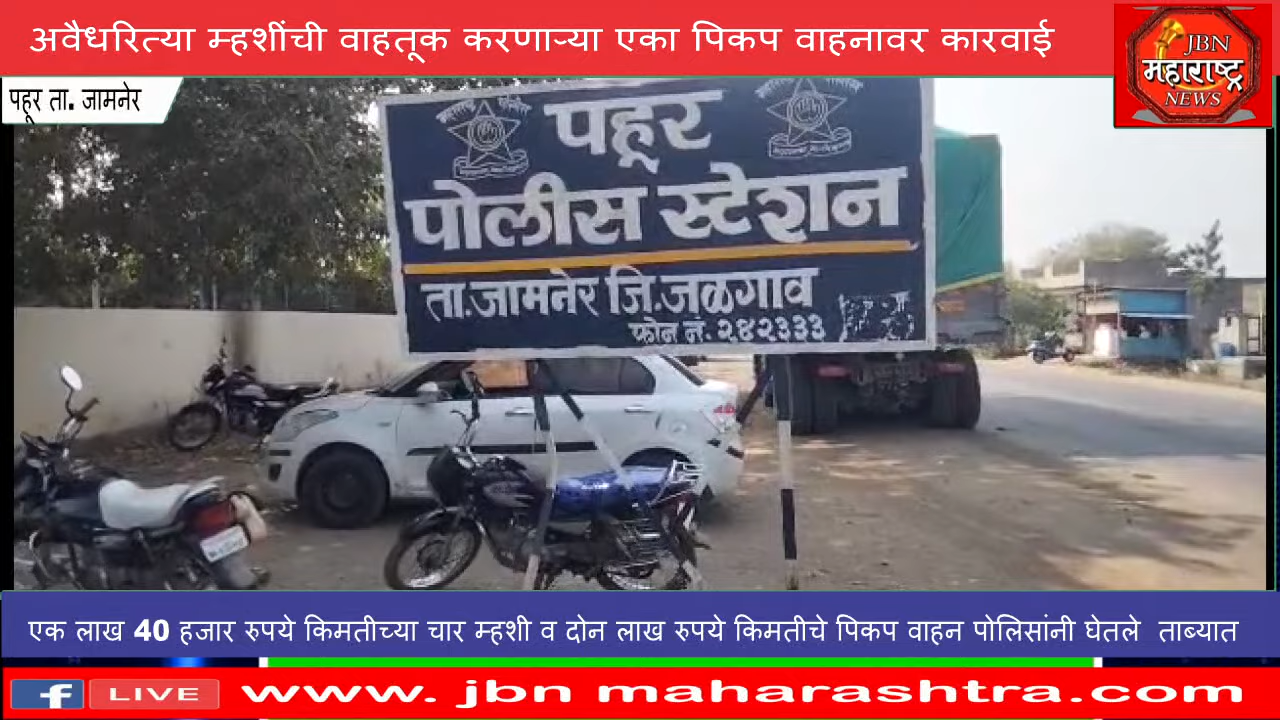 अवैधरित्या म्हशींची वाहतूक करणाऱ्या एका पिकप वाहनावर कारवाई
JBN
महाराष्ट्र
NEWS
पहूर ता. जामनेर
पहूर
पोलीस स्टेशन
ता.जामनेर जि.जळगाव
फोन न. २४२३३३
एक लाख 40 हजार रुपये किमतीच्या चार म्हशी व दोन लाख रुपये किमतीचे पिकप वाहन पोलिसांनी घेतले ताब्यात
f LIVE www. jbn maharashtra.com